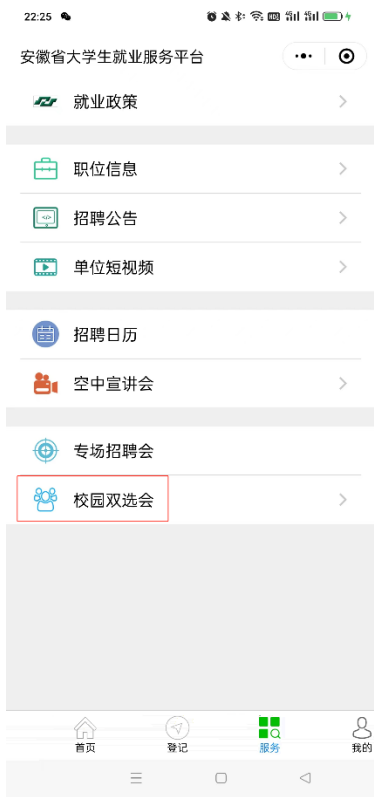 22:25
安徽省大学生就业服务平台
就业政策
职位信息
招聘公告
单位短视频
招聘日历
空中宣讲会
专场招聘会
校园双选会
首页
登记
服务
我的